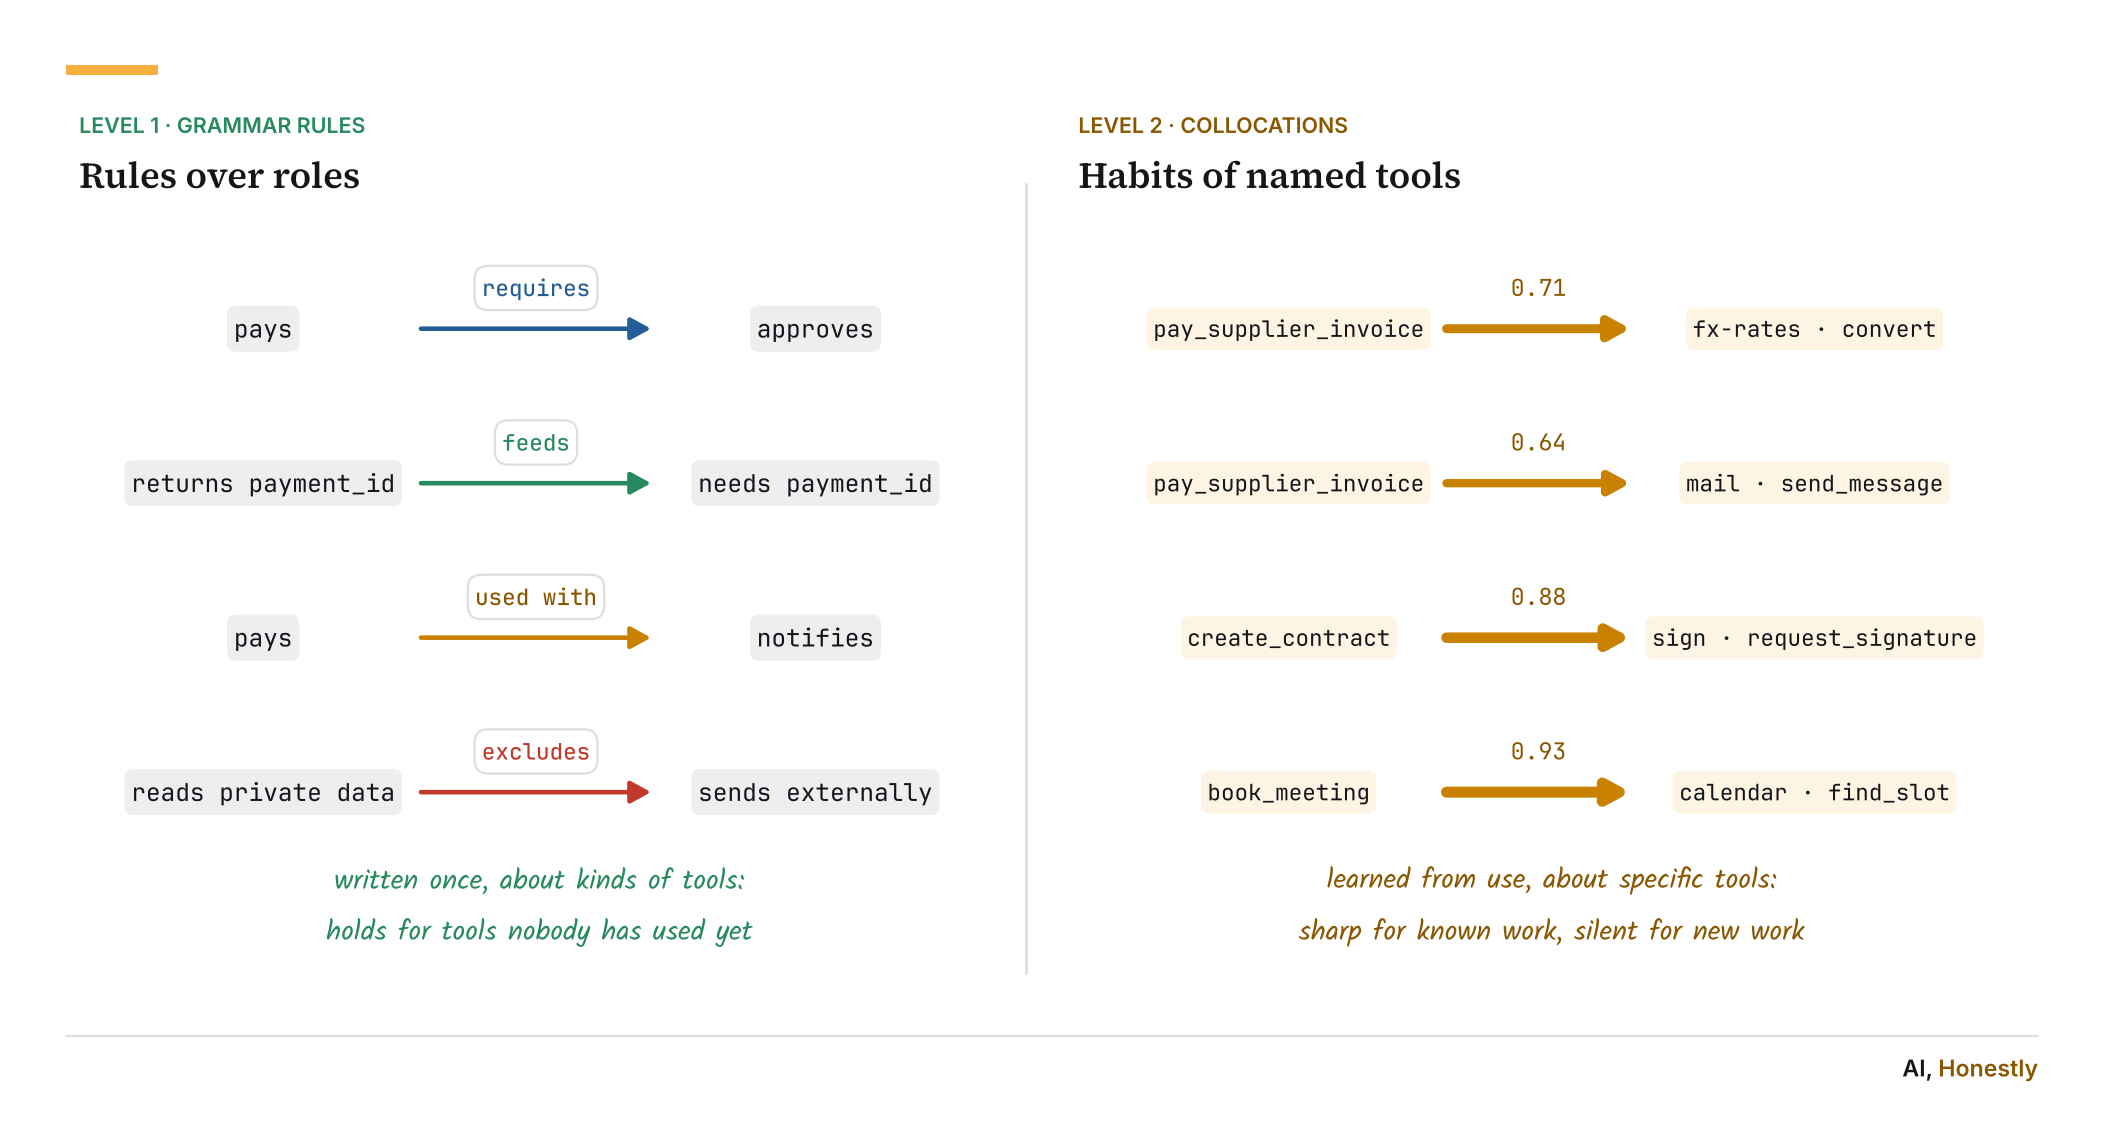 LEVEL 1 · GRAMMAR RULES
Rules over roles
requires
pays
approves
feeds
returns payment_id
needs payment_id
used with
pays
notifies
excludes
reads private data
sends externally
written once, about kinds of tools:
holds for tools nobody has used yet
LEVEL 2 · COLLOCATIONS
Habits of named tools
0.71
pay_supplier_invoice
fx-rates · convert
0.64
pay_supplier_invoice
mail · send_message
0.88
create_contract
sign · request_signature
0.93
book_meeting
calendar · find_slot
learned from use, about specific tools:
sharp for known work, silent for new work
AI, Honestly